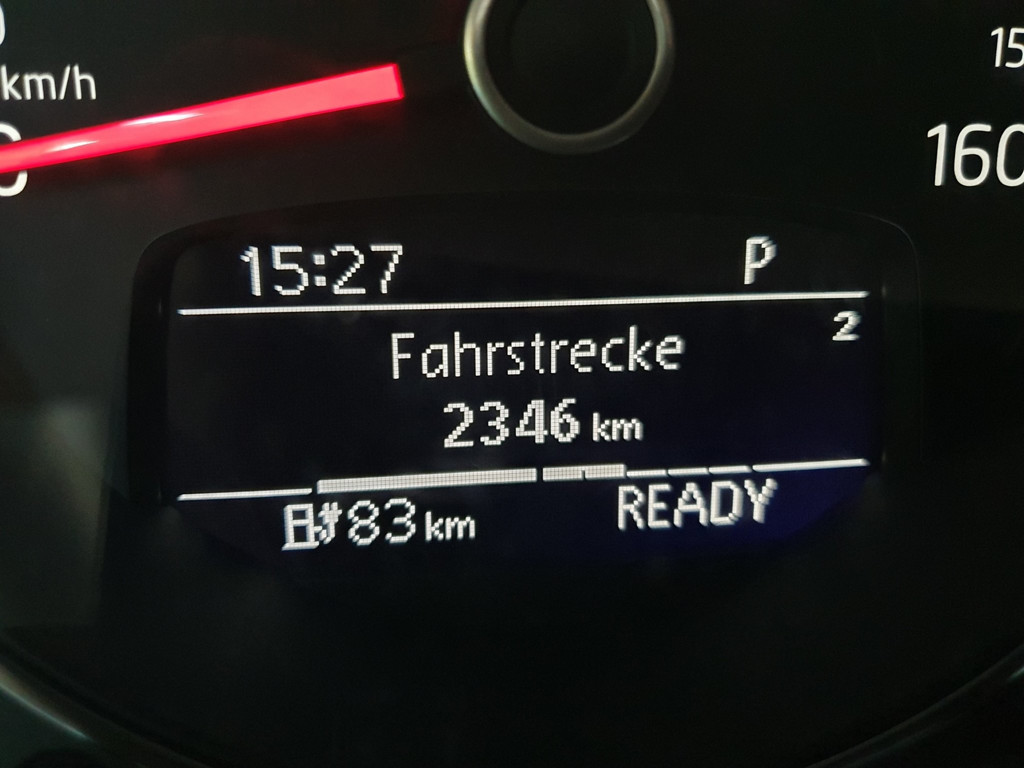 km/h
15
160
15:27 P
2
Fahrstrecke
2346 km
83 km READY